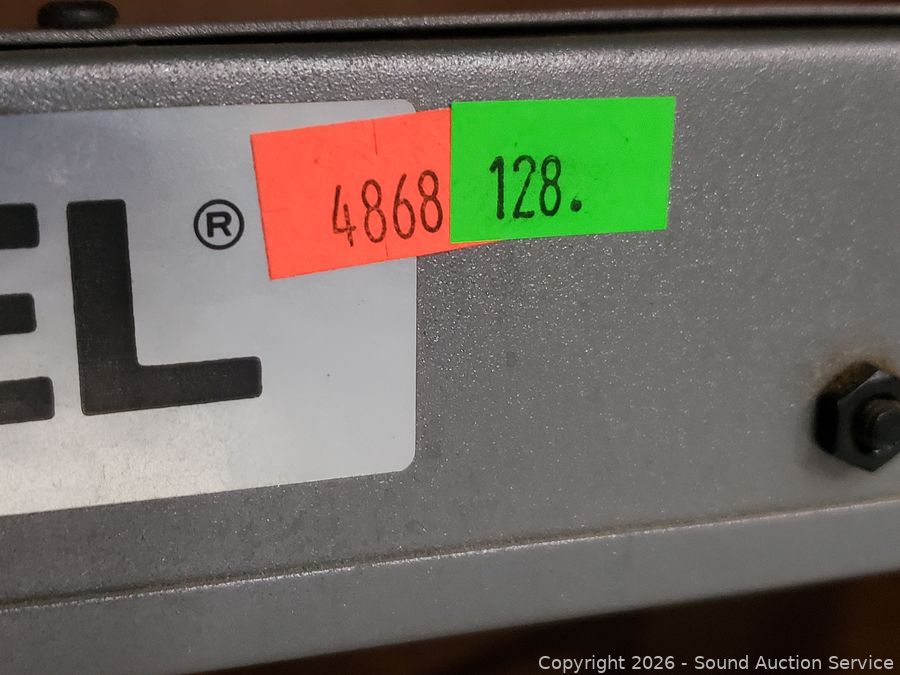 EL®
4868
128.
Copyright 2026 - Sound Auction Service